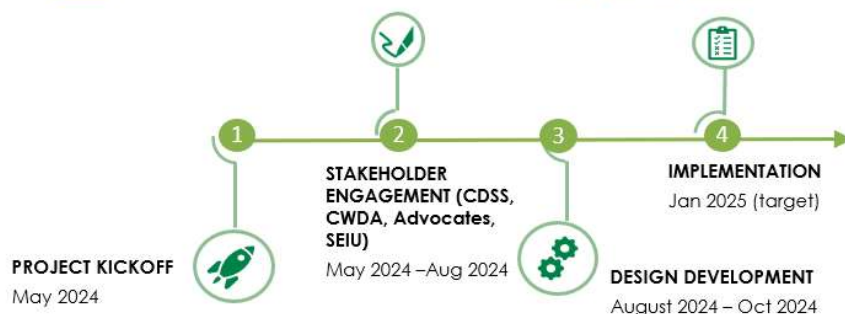 1
PROJECT KICKOFF
May 2024
2
STAKEHOLDER
ENGAGEMENT (CDSS,
CWDA, Advocates,
SEIU)
May 2024 –Aug 2024
3
DESIGN DEVELOPMENT
August 2024 – Oct 2024
4
IMPLEMENTATION
Jan 2025 (target)